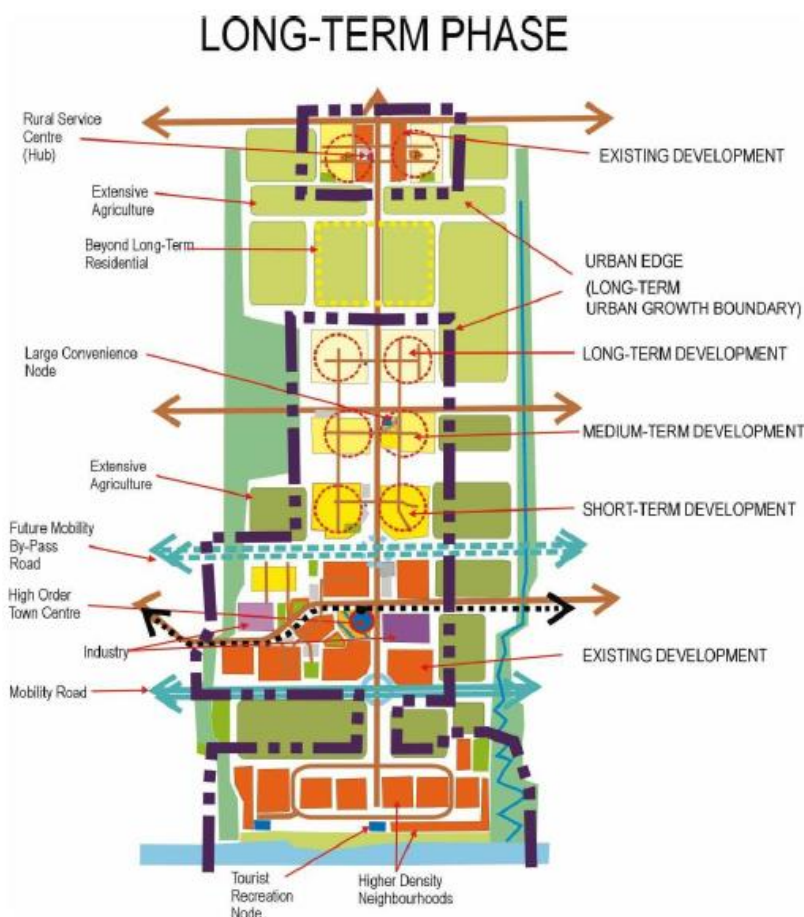 LONG-TERM PHASE
Rural Service
Centre
(Hub)
EXISTING DEVELOPMENT
Extensive
Agriculture
Beyond Long-Term
Residential
URBAN EDGE
(LONG-TERM
URBAN GROWTH BOUNDARY)
Large Convenience
Node
LONG-TERM DEVELOPMENT
MEDIUM-TERM DEVELOPMENT
Extensive
Agriculture
SHORT-TERM DEVELOPMENT
Future Mobility
By-Pass
Road
High Order
Town Centre
Industry
EXISTING DEVELOPMENT
Mobility Road
Tourist
Recreation
Node
Higher Density
Neighbourhoods